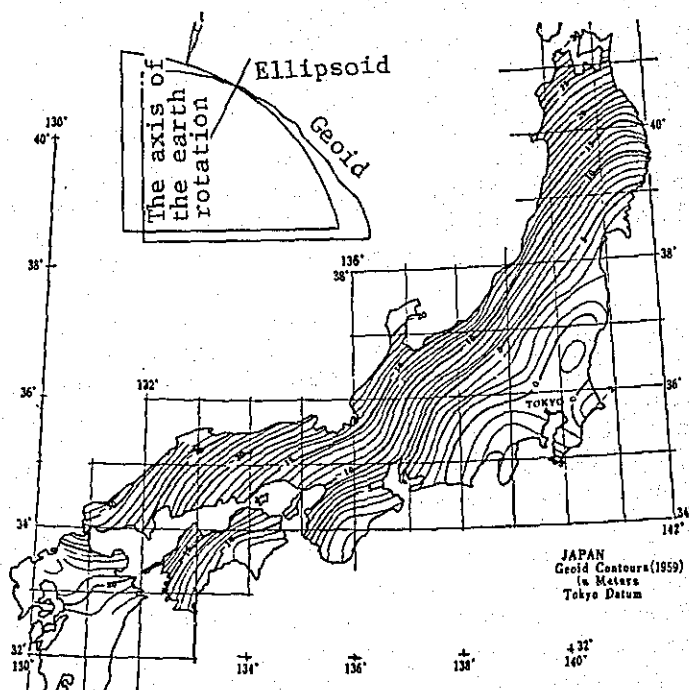 Ellipsoid
Geoid
The axis of
the earth
rotation
130°
40°
40°
38°
136°
38°
38°
132°
36°
36°
TOKYO
34°
34°
142°
JAPAN
Geoid Contours(1959)
In Meters
Tokyo Datum
32°
130°
134°
136°
138°
32°
140°